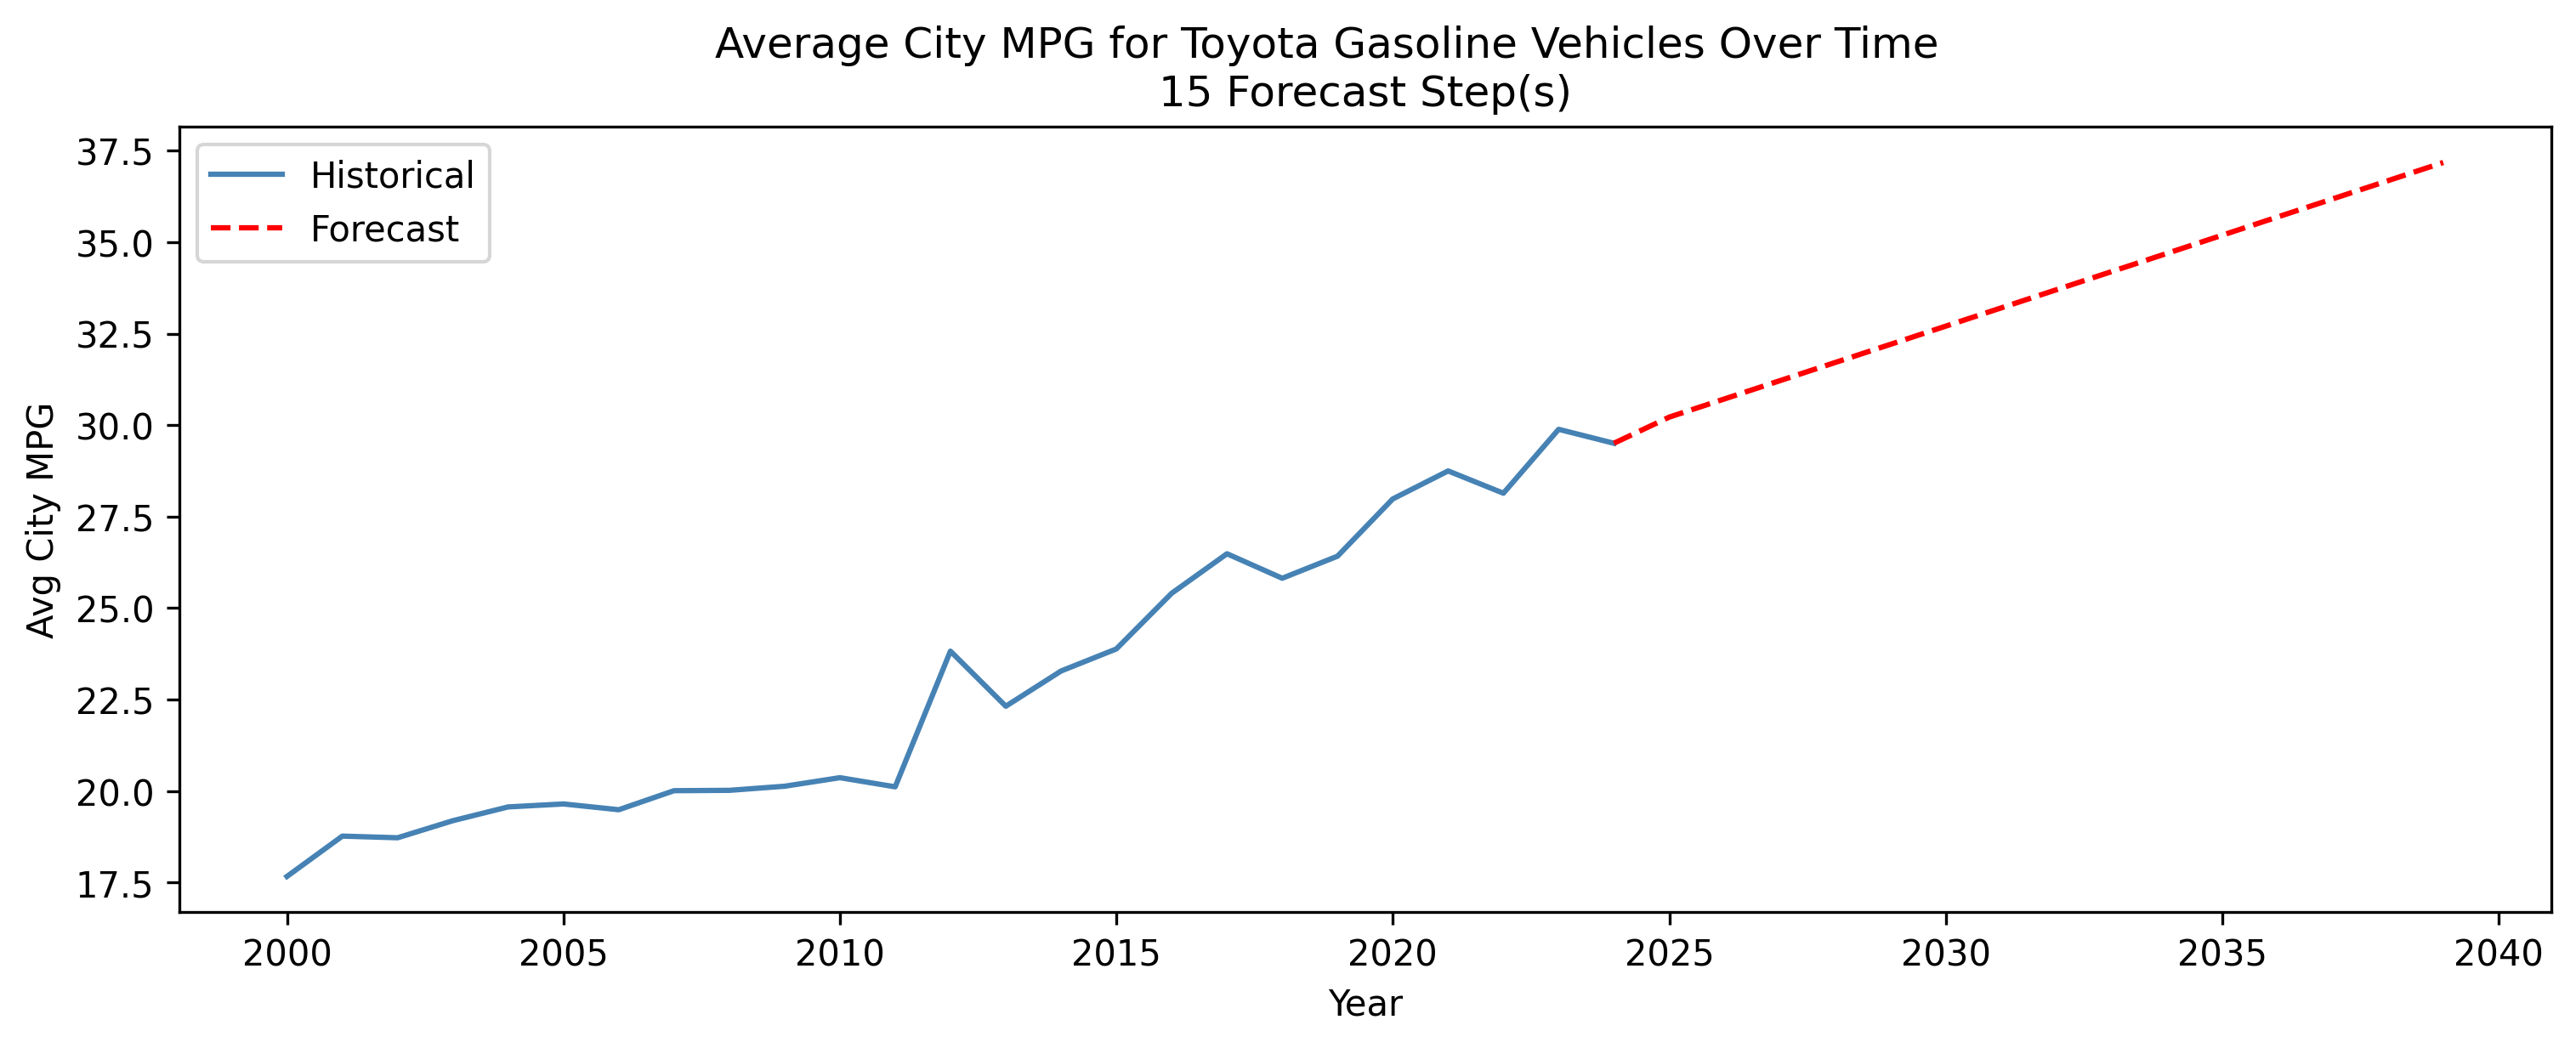 Average City MPG for Toyota Gasoline Vehicles Over Time
15 Forecast Step(s)
Historical
Forecast
Avg City MPG
37.5
35.0
32.5
30.0
27.5
25.0
22.5
20.0
17.5
2000 2005 2010 2015 2020 2025 2030 2035 2040
Year